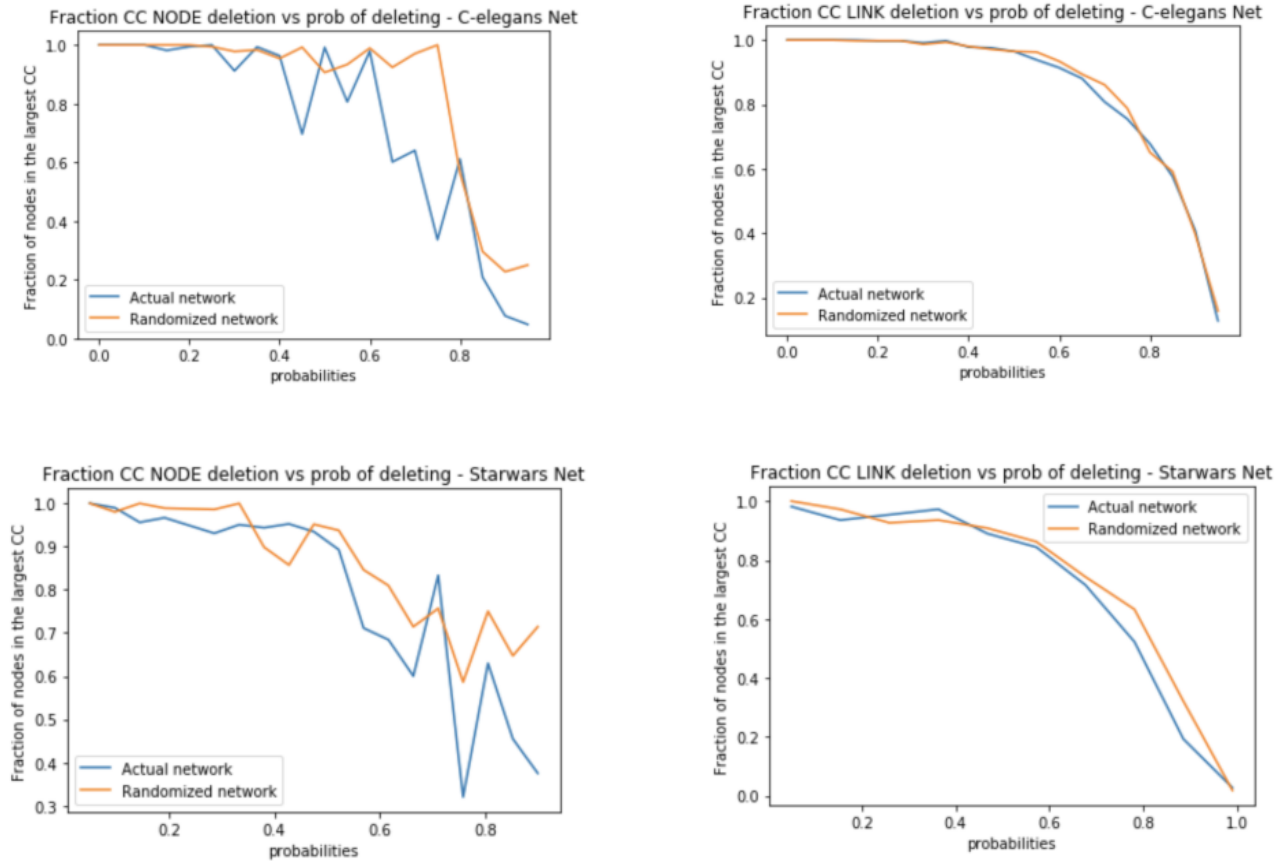 Fraction CC NODE deletion vs prob of deleting - C-elegans Net
Fraction of nodes in the largest CC
1.0
0.8
0.6
0.4
0.2
0.0
Actual network
Randomized network
0.0 0.2 0.4 0.6 0.8
probabilities
Fraction CC LINK deletion vs prob of deleting - C-elegans Net
Fraction of nodes in the largest CC
1.0
0.8
0.6
0.4
0.2
Actual network
Randomized network
0.0 0.2 0.4 0.6 0.8
probabilities
Fraction CC NODE deletion vs prob of deleting - Starwars Net
Fraction of nodes in the largest CC
1.0
0.9
0.8
0.7
0.6
0.5
0.4
0.3
Actual network
Randomized network
0.2 0.4 0.6 0.8
probabilities
Fraction CC LINK deletion vs prob of deleting - Starwars Net
Fraction of nodes in the largest CC
1.0
0.8
0.6
0.4
0.2
0.0
Actual network
Randomized network
0.2 0.4 0.6 0.8 1.0
probabilities